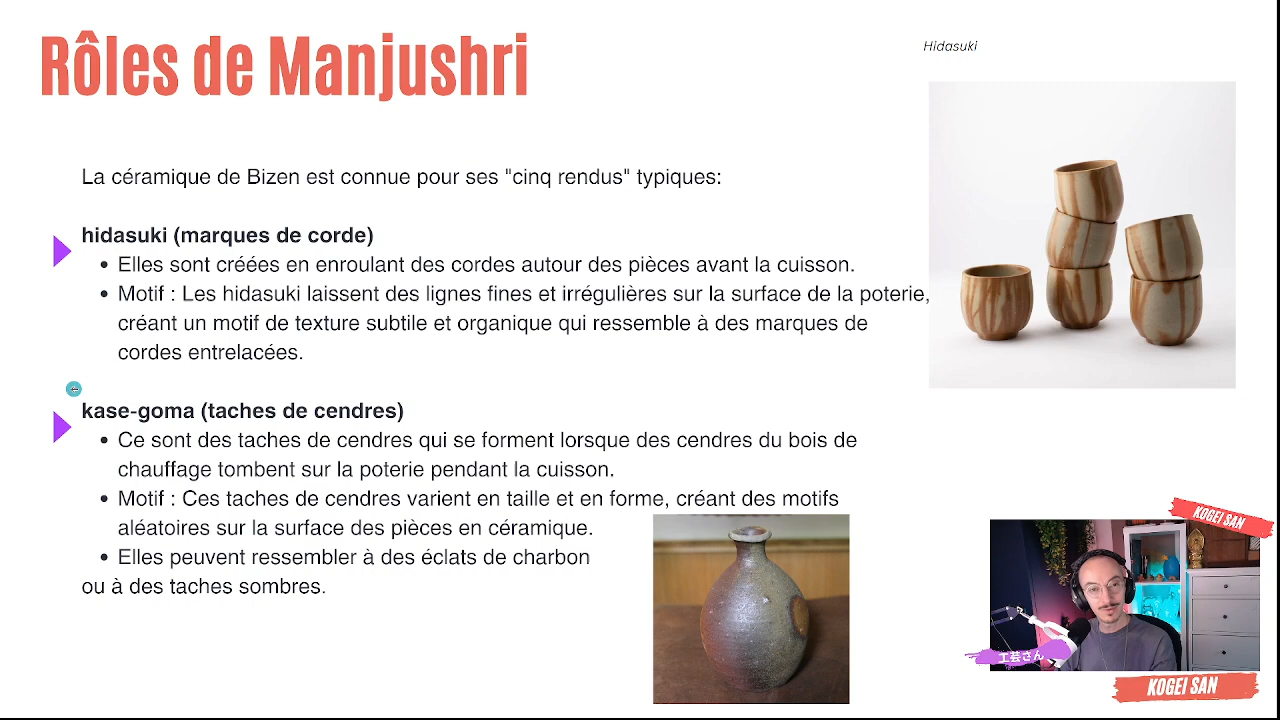 Rôles de Manjushri
Hidasuki
La céramique de Bizen est connue pour ses "cinq rendus" typiques:
hidasuki (marques de corde)
• Elles sont créées en enroulant des cordes autour des pièces avant la cuisson.
• Motif : Les hidasuki laissent des lignes fines et irrégulières sur la surface de la poterie,
créant un motif de texture subtile et organique qui ressemble à des marques de
cordes entrelacées.
kase-goma (taches de cendres)
• Ce sont des taches de cendres qui se forment lorsque des cendres du bois de
chauffage tombent sur la poterie pendant la cuisson.
• Motif : Ces taches de cendres varient en taille et en forme, créant des motifs
aléatoires sur la surface des pièces en céramique.
• Elles peuvent ressembler à des éclats de charbon
ou à des taches sombres.
KOGEI SAN
工芸さん
KOGEI SAN